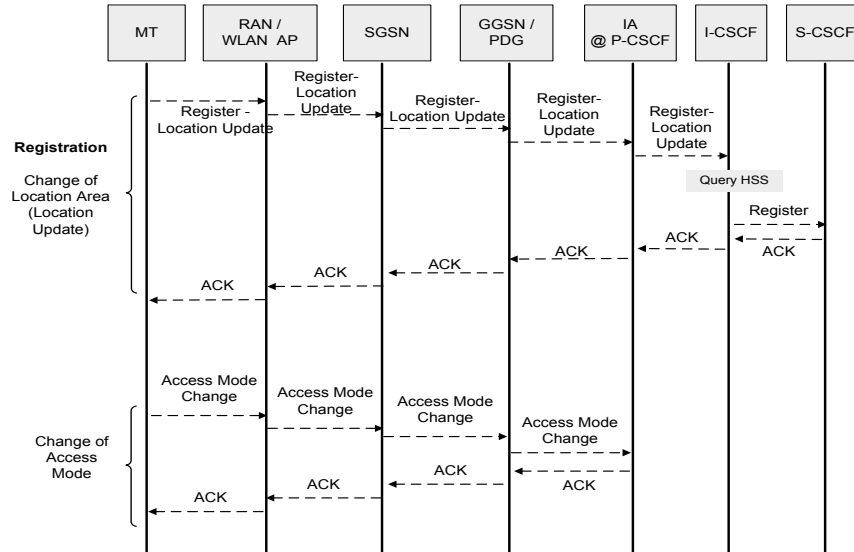 MT
RAN /
WLAN AP
SGSN
GGSN /
PDG
IA
@ P-CSCF
I-CSCF
S-CSCF
Register -
Location Update
Register-
Location
Update
Register-
Location Update
Register-
Location
Update
Register-
Location
Update
Registration
Change of
Location Area
(Location
Update)
Query HSS
Register
ACK
ACK
ACK
ACK
ACK
ACK
Access Mode
Change
Access Mode
Change
Access Mode
Change
Access Mode
Change
Change of
Access
Mode
ACK
ACK
ACK
ACK